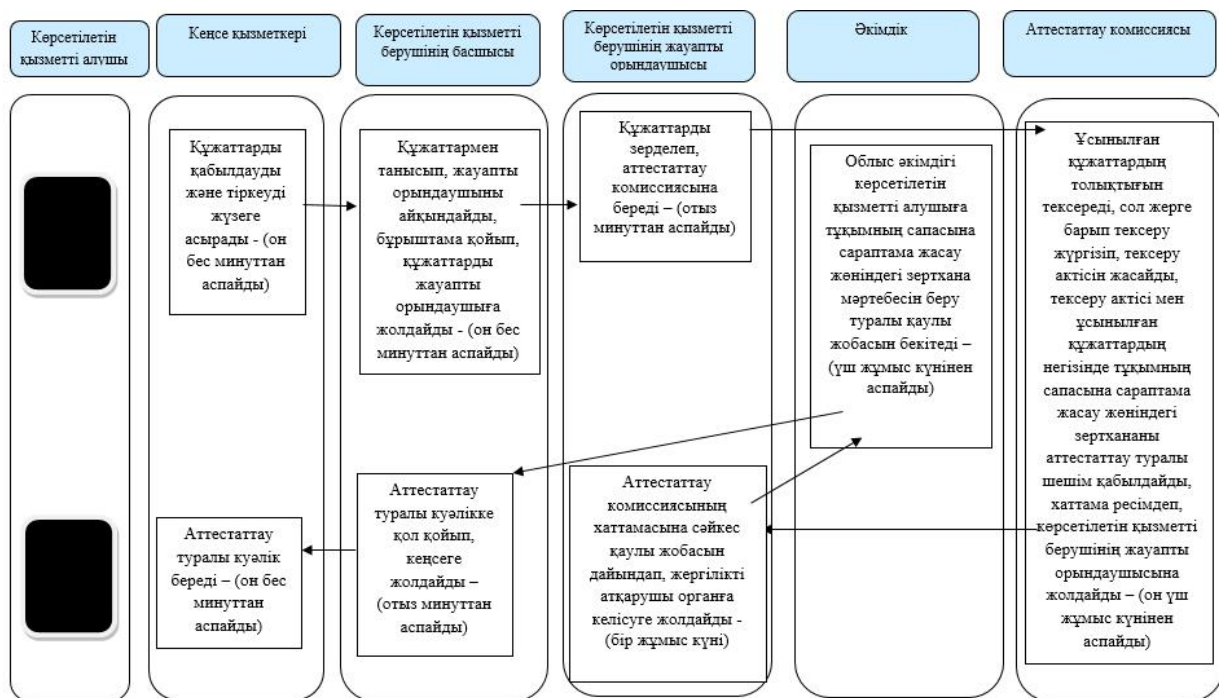 Көрсетілетін
қызметті алушы
Кеңсе қызметкері
Көрсетілетін қызметті
берушінің басшысы
Көрсетілетін қызметті
берушінің жауапты
орындаушысы
Әкімдік
Аттестаттау комиссиясы
Құжаттарды
қабылдауды
және тіркеуді
жүзеге
асырады - (он
бес минуттан
аспайды)
Құжаттармен
танысып, жауапты
орындаушыны
айқындайды,
бұрыштама қойып,
құжаттарды
жауапты
орындаушыға
жолдайды - (он бес
минуттан аспайды)
Құжаттарды
зерделеп,
аттестаттау
комиссиясына
береді – (отыз
минуттан аспайды)
Облыс әкімдігі
көрсетілетін
қызметті алушыға
тұқымның сапасына
сараптама жасау
жөніндегі зертхана
мәртебесін беру
туралы қаулы
жобасын бекітеді –
(үш жұмыс күнінен
аспайды)
Ұсынылған
құжаттардың
толықтығын
тексереді, сол жерге
барып тексеру
жүргізіп, тексеру
актісін жасайды,
тексеру актісі мен
ұсынылған
құжаттардың
негізінде тұқымның
сапасына сараптама
жасау жөніндегі
зертхананы
аттестаттау туралы
шешім қабылдайды,
хаттама ресімдеп,
көрсетілетін қызметті
берушінің жауапты
орындаушысына
жолдайды – (он үш
жұмыс күнінен
аспайды)
Аттестаттау
туралы куәлік
береді – (он бес
минуттан
аспайды)
Аттестаттау
туралы куәлікке
қол қойып,
кеңсеге
жолдайды –
(отыз минуттан
аспайды)
Аттестаттау
комиссиясының
хаттамасына сәйкес
қаулы жобасын
дайындап, жергілікті
атқарушы органға
келісуге жолдайды -
(бір жұмыс күні)